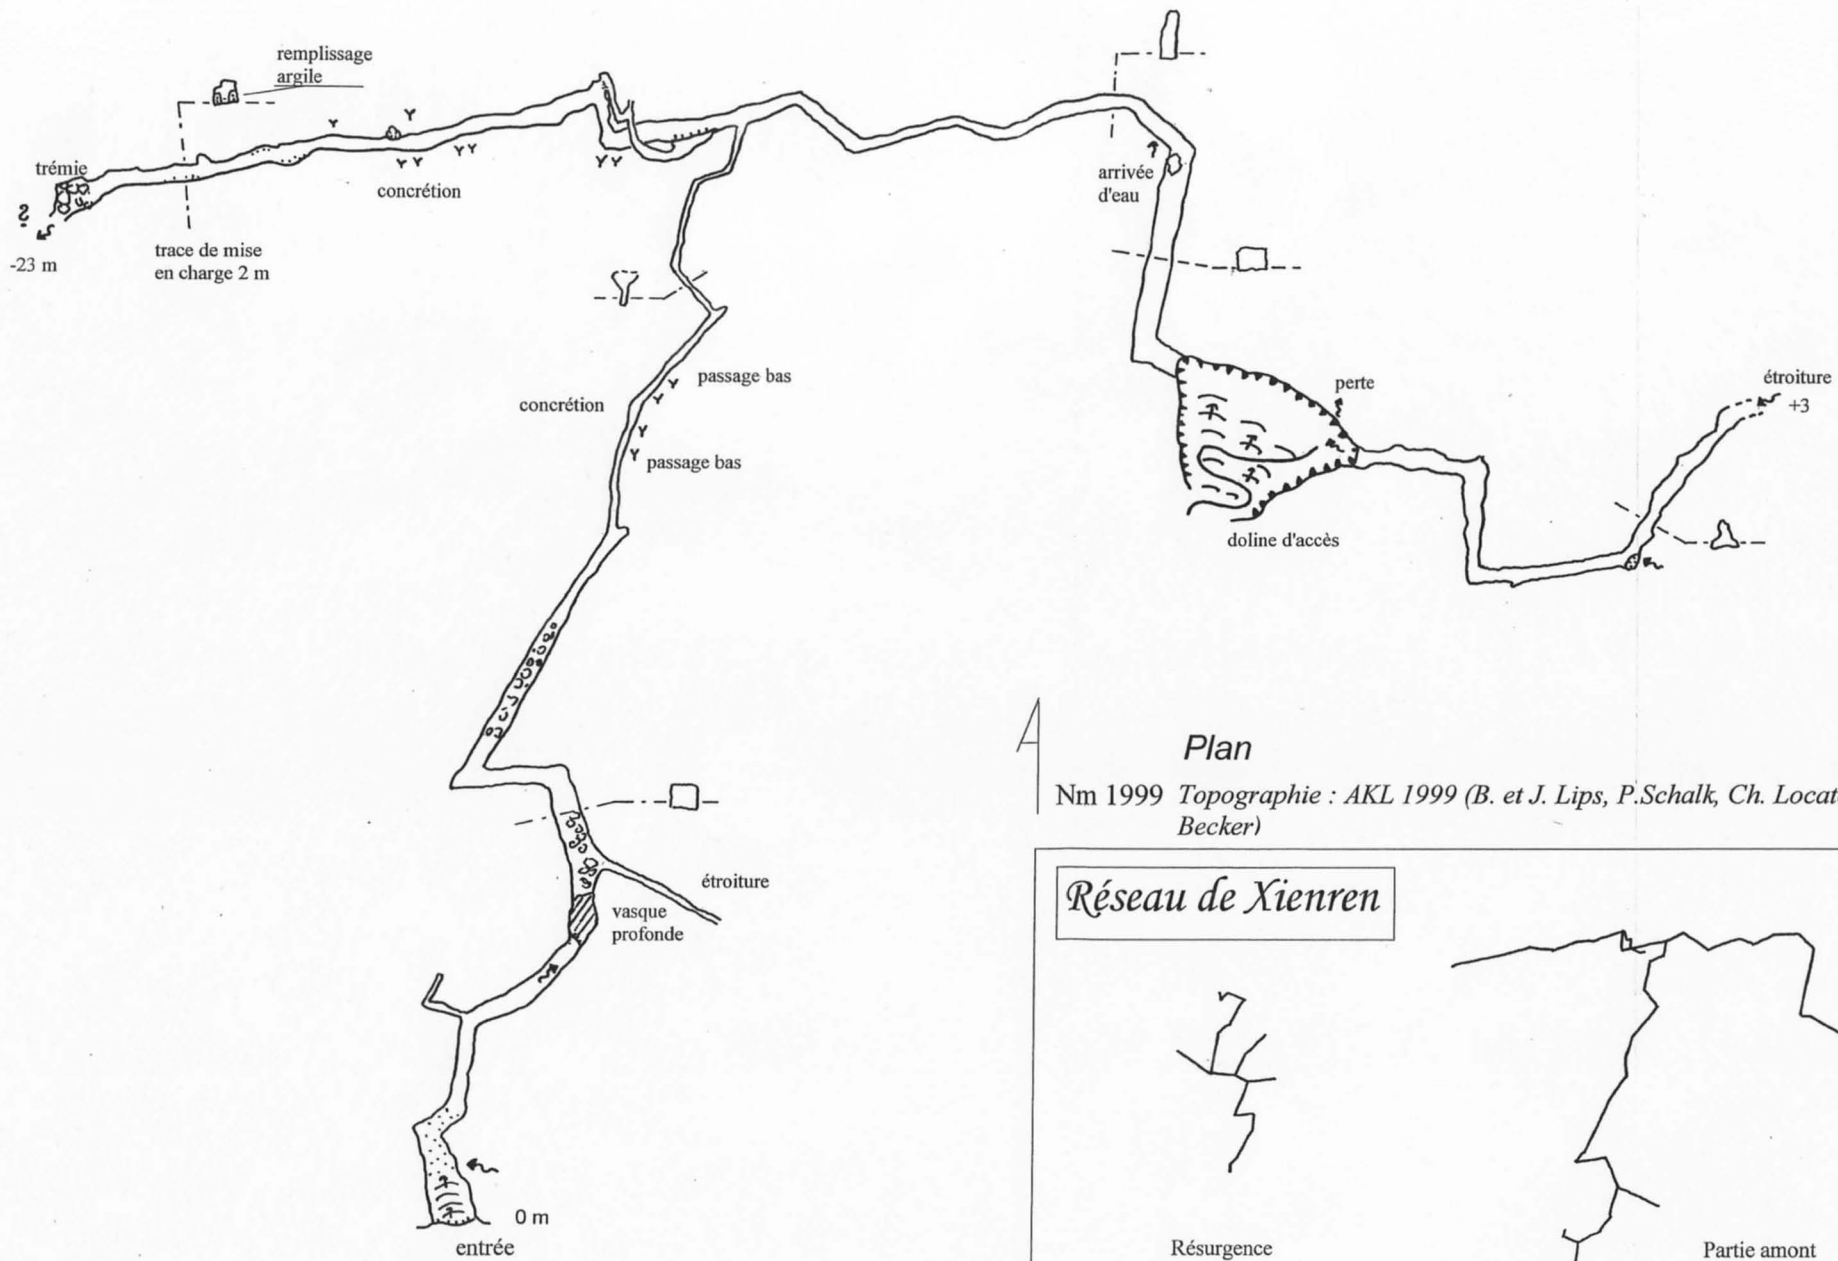 remplissage
argile
trémie
concrétion
arrivée
d'eau
-23 m
trace de mise
en charge 2 m
passage bas
perte
étroiture
+3
concrétion
passage bas
doline d'accès
Plan
Nm 1999 Topographie : AKL 1999 (B. et J. Lips, P.Schalk, Ch. Locat
Becker)
étroiture
Réseau de Xienren
vasque
profonde
0 m
entrée
Résurgence
Partie amont